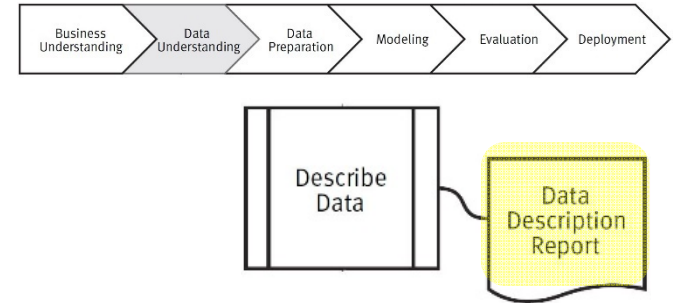 Business
Understanding
Data
Understanding
Data
Preparation
Modeling
Evaluation
Deployment
Describe
Data
Data
Description
Report